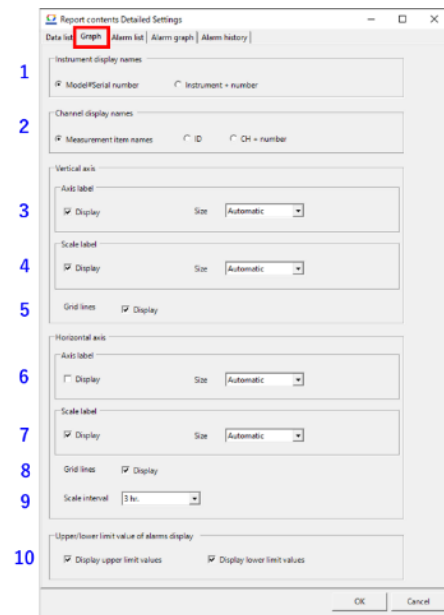 Report contents Detailed Settings
Data list Graph Alarm list Alarm graph Alarm history
1
Instrument display names
Model#Serial number Instrument + number
2
Channel display names
Measurement item names ID CH + number
Vertical axis
Axis label
3
Display Size Automatic
Scale label
4
Display Size Automatic
5
Grid lines Display
Horizontal axis
Axis label
6
Display Size Automatic
Scale label
7
Display Size Automatic
8
Grid lines Display
9
Scale interval 3 hr.
Upper/lower limit value of alarms display
10
Display upper limit values Display lower limit values
OK Cancel